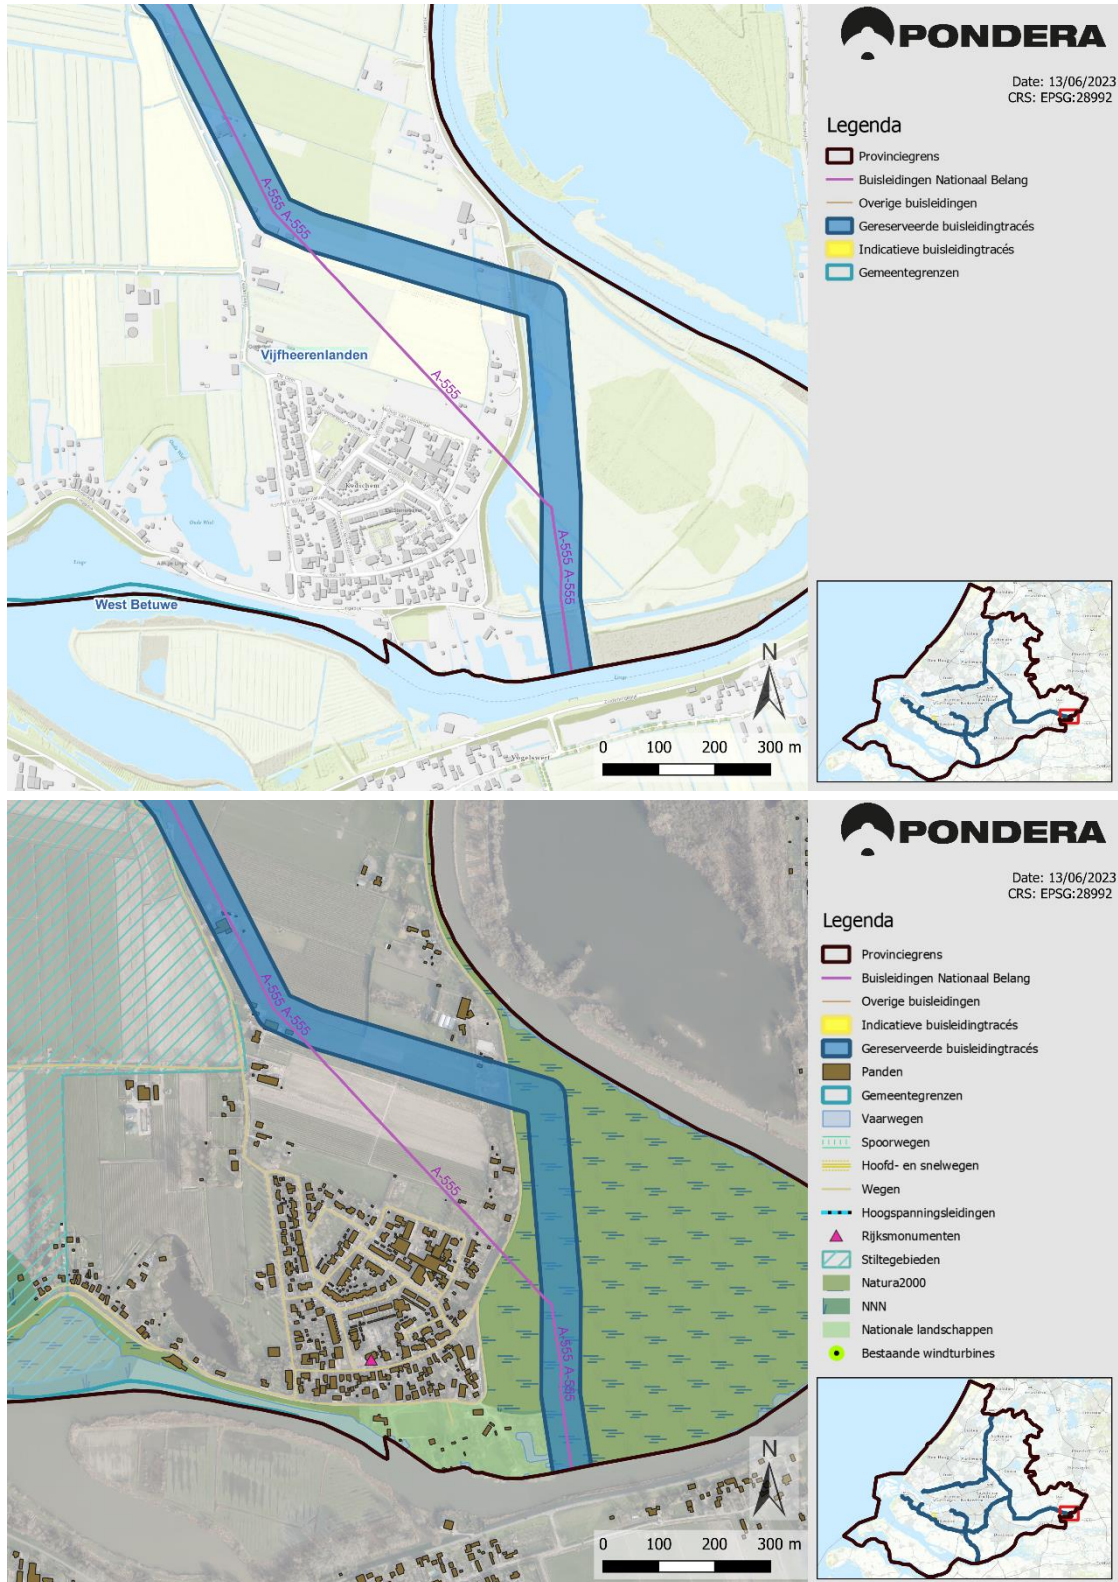 PONDERA
Date: 13/06/2023
CRS: EPSG:28992
Legenda
Provinciegrens
Buisleidingen Nationaal Belang
Overige buisleidingen
Gereserveerde buisleidingtracés
Indicatieve buisleidingtracés
Gemeentegrenzen
A-555 A-555
Vijfheerenlanden
A-555
Kedichem
A-555 A-555
West Betuwe
Vogelswerf
N
0 100 200 300 m
PONDERA
Date: 13/06/2023
CRS: EPSG:28992
Legenda
Provinciegrens
Buisleidingen Nationaal Belang
Overige buisleidingen
Indicatieve buisleidingtracés
Gereserveerde buisleidingtracés
Panden
Gemeentegrenzen
Vaarwegen
Spoorwegen
Hoofd- en snelwegen
Wegen
Hoogspanningsleidingen
Rijksmonumenten
Stiltegebieden
Natura2000
NNN
Nationale landschappen
Bestaande windturbines
A-555 A-555
A-555
A-555 A-555
N
0 100 200 300 m